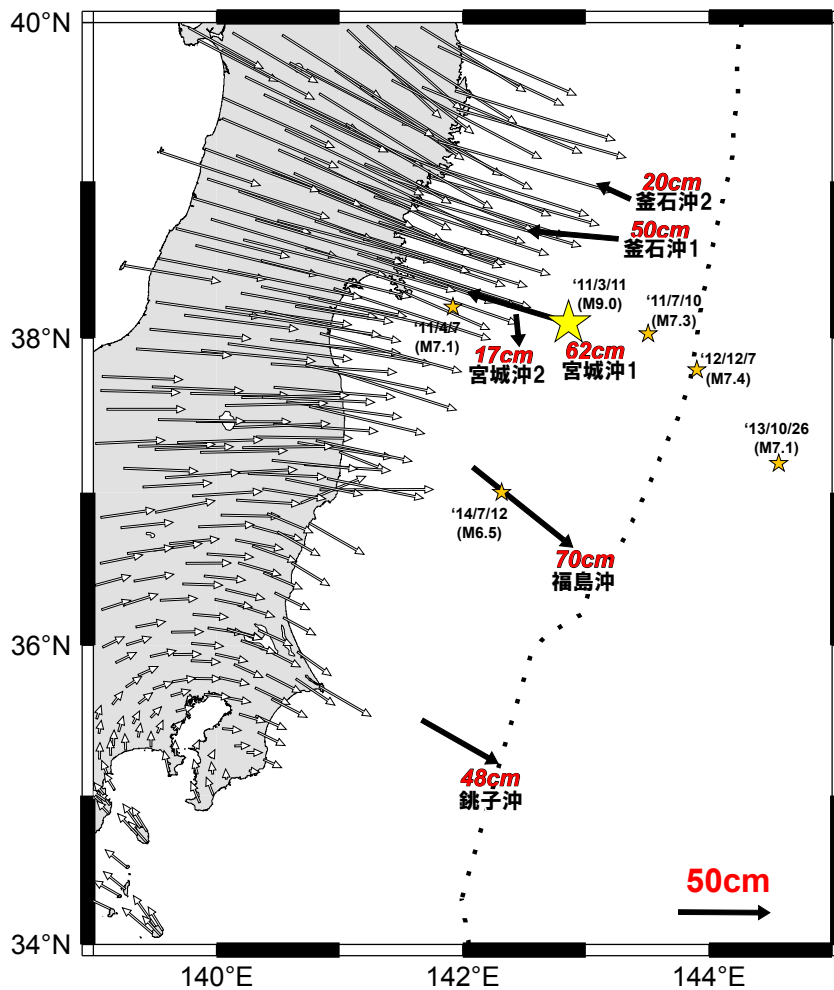 40°N
20cm
釜石沖2
50cm
釜石沖1
‘11/3/11
(M9.0)
‘11/7/10
(M7.3)
‘11/4/7
(M7.1)
38°N
17cm
宮城沖2
62cm
宮城沖1
‘12/12/7
(M7.4)
‘13/10/26
(M7.1)
‘14/7/12
(M6.5)
70cm
福島沖
36°N
48cm
銚子沖
50cm
34°N
140°E
142°E
144°E